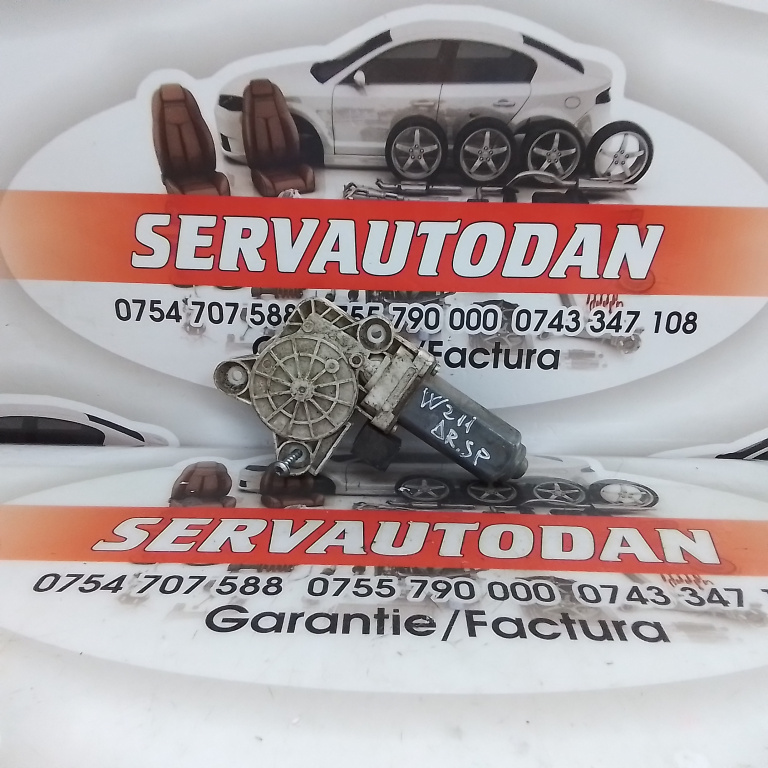 SERVAUTODAN
0754 707 588 0755 790 000 0743 347 108
/Factura
W211
DR.SP
SERVAUTODAN
0754 707 588 0755 790 000 0743 347
Garantie/Factura